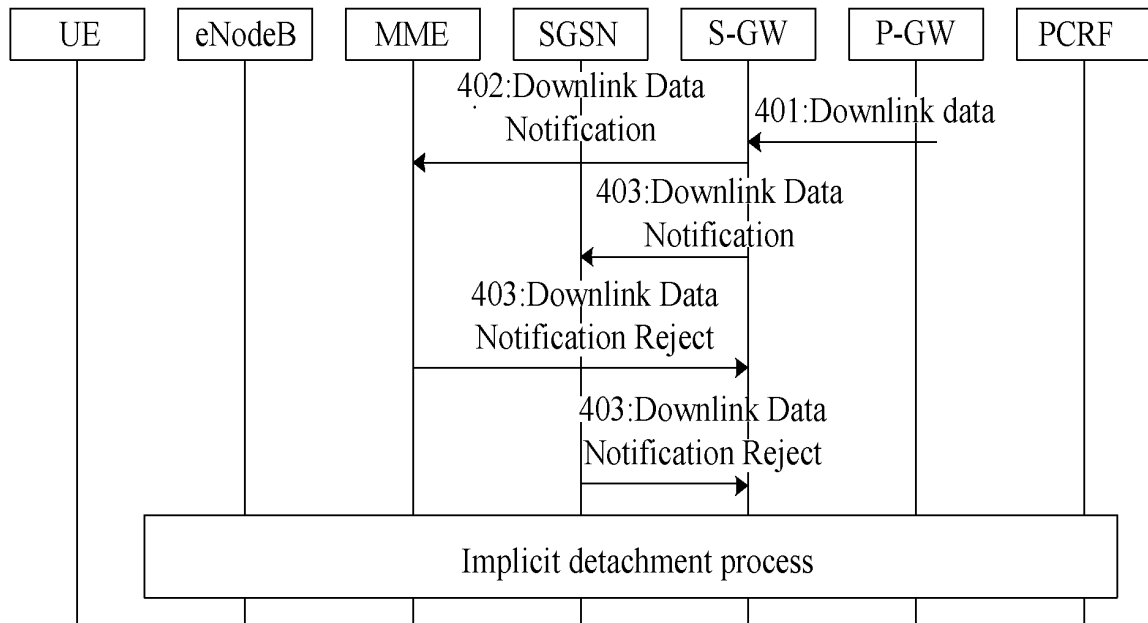 UE
eNodeB
MME
SGSN
S-GW
P-GW
PCRF
402:Downlink Data
Notification
401:Downlink data
403:Downlink Data
Notification
403:Downlink Data
Notification Reject
403:Downlink Data
Notification Reject
Implicit detachment process